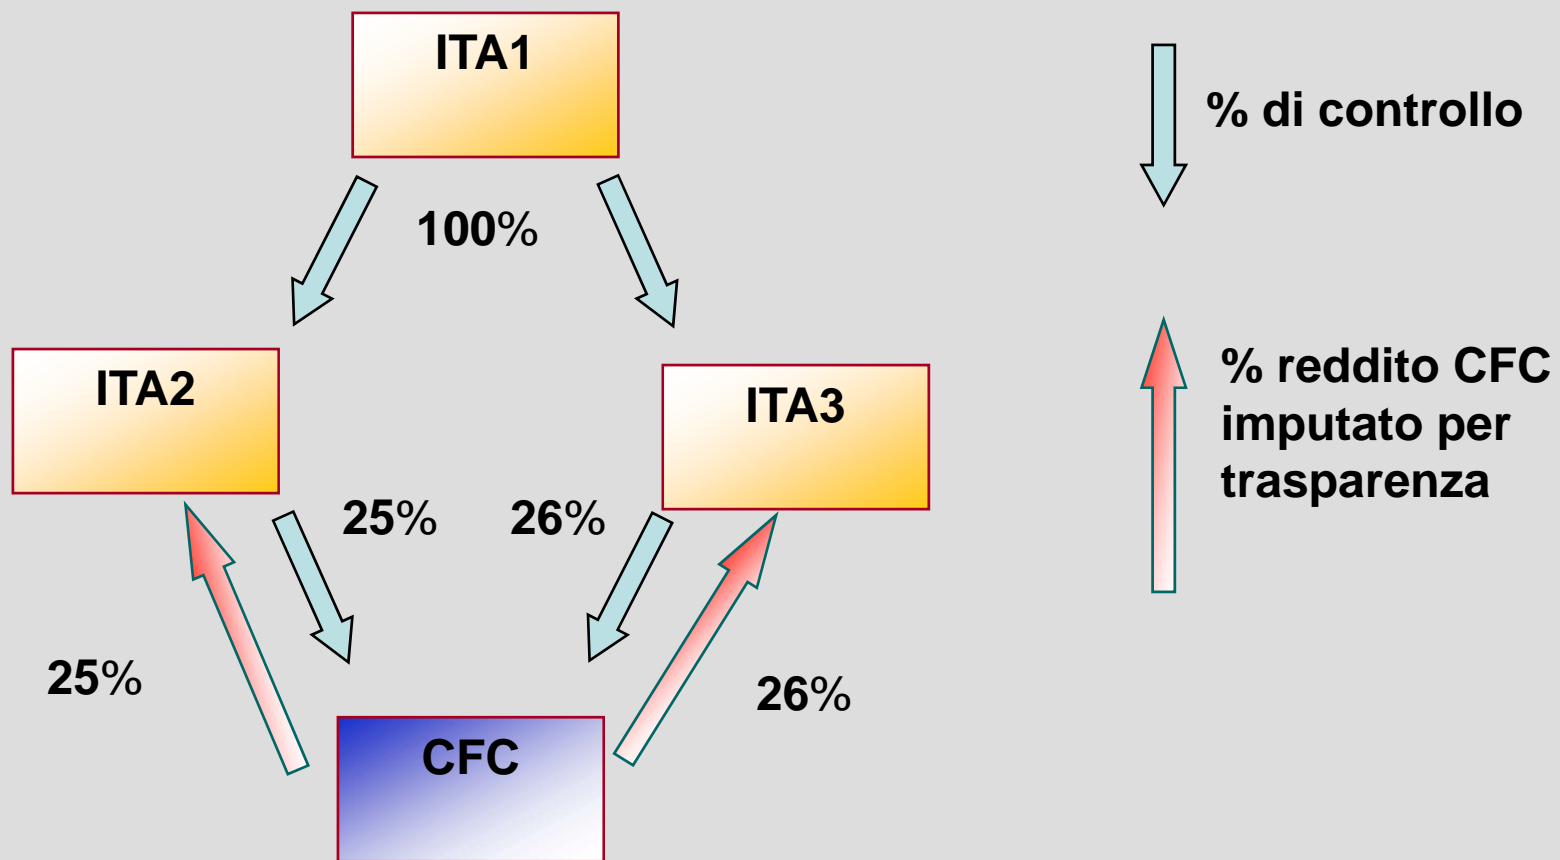 ITA1
% di controllo
100%
ITA2
ITA3
% reddito CFC
imputato per
trasparenza
25%
26%
25%
26%
CFC